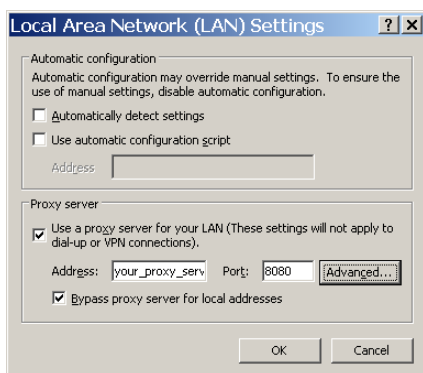 Local Area Network (LAN) Settings
Automatic configuration
Automatic configuration may override manual settings. To ensure the
use of manual settings, disable automatic configuration.
Automatically detect settings
Use automatic configuration script
Address
Proxy server
Use a proxy server for your LAN (These settings will not apply to
dial-up or VPN connections).
Address: your_proxy_serv Port: 8080 Advanced...
Bypass proxy server for local addresses
OK Cancel